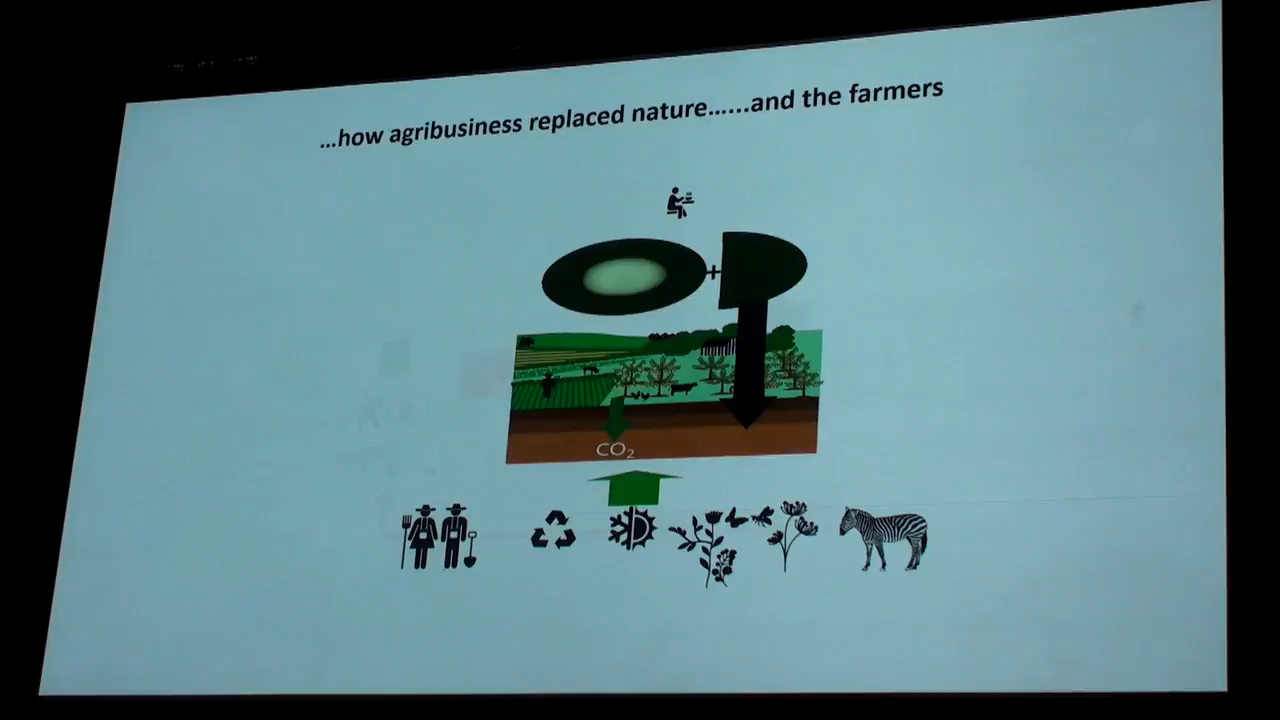 ...how agribusiness replaced nature......and the farmers
+
CO₂